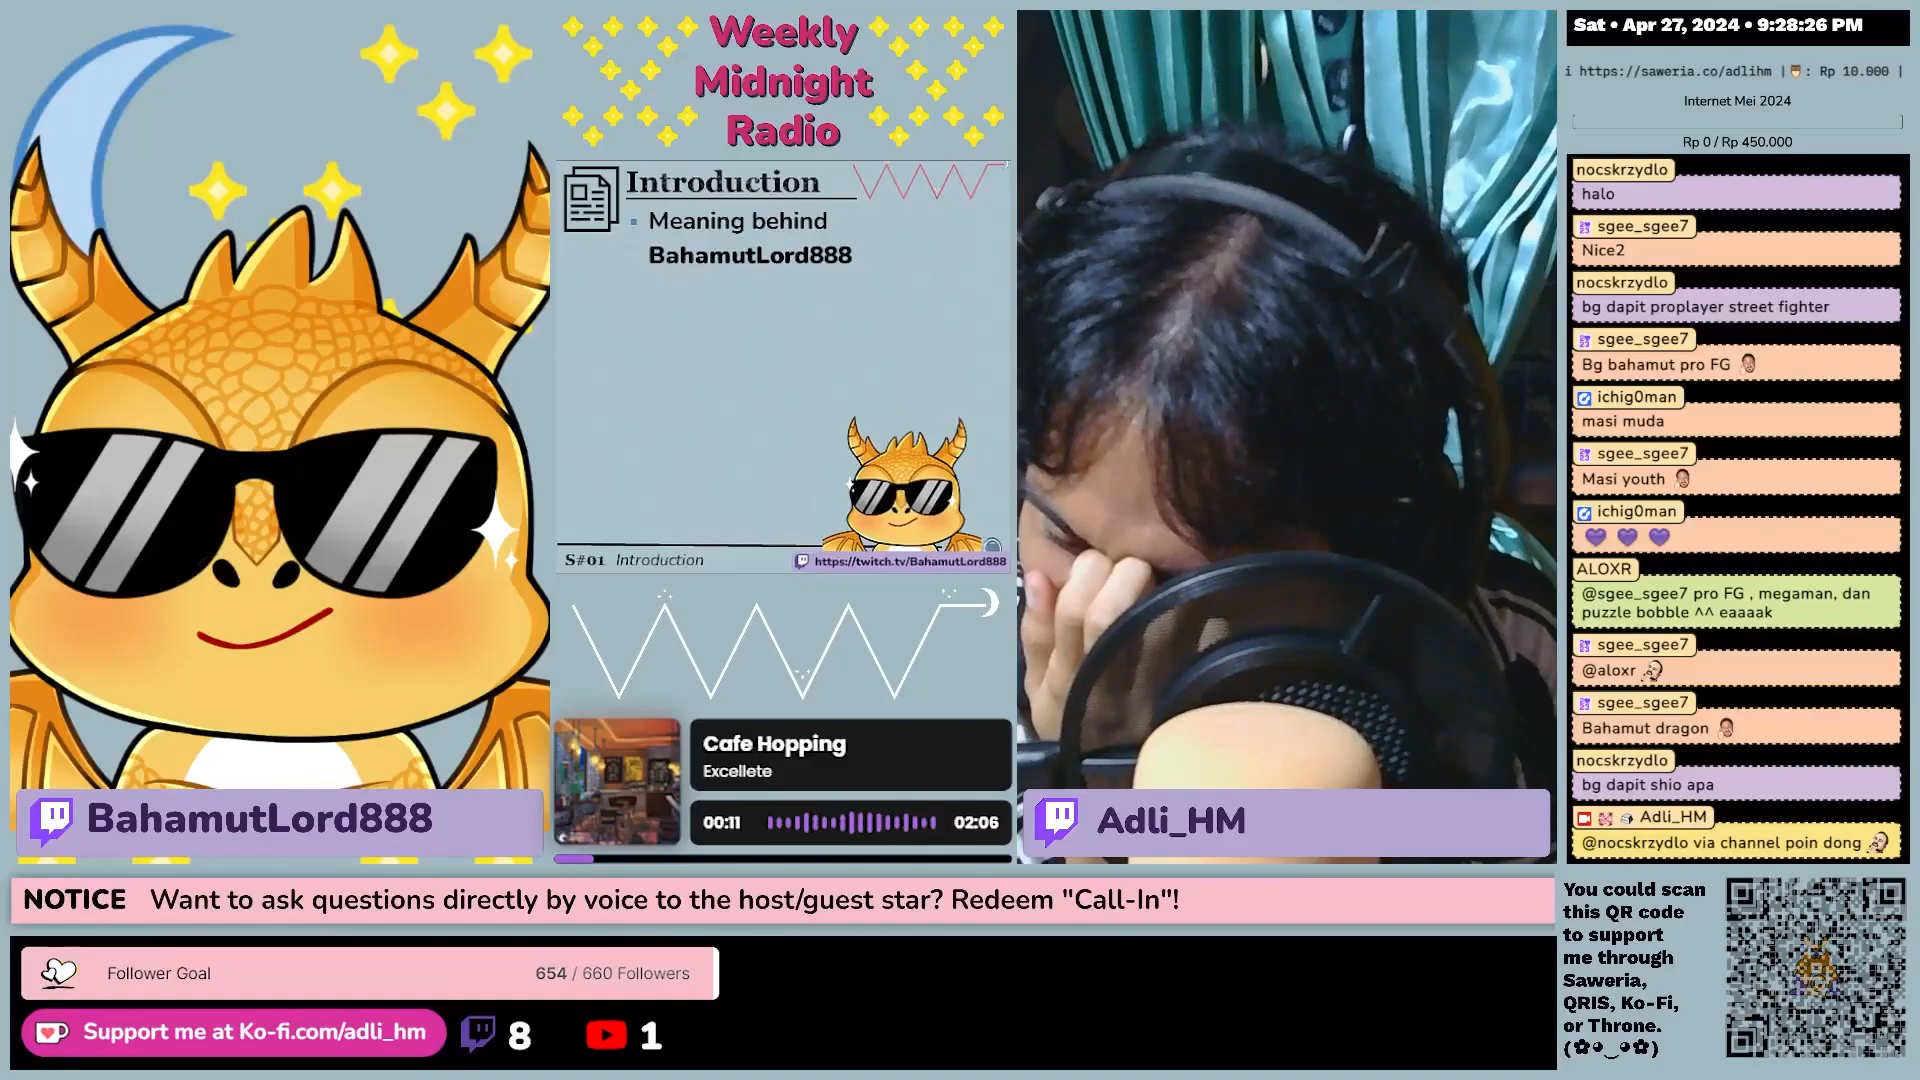 Weekly
Midnight
Radio
Introduction
Meaning behind
BahamutLord888
S#01 Introduction
https://twitch.tv/BahamutLord888
Cafe Hopping
Excellete
00:11
02:06
BahamutLord888
Adli_HM
Sat • Apr 27, 2024 • 9:28:26 PM
i https://saweria.co/adlihm | : Rp 10.000 |
Internet Mei 2024
Rp 0 / Rp 450.000
nocskrzydlo
halo
sgee_sgee7
Nice2
nocskrzydlo
bg dapit proplayer street fighter
sgee_sgee7
Bg bahamut pro FG
ichig0man
masi muda
sgee_sgee7
Masi youth
ichig0man
💜 💜 💜
ALOXR
@sgee_sgee7 pro FG , megaman, dan
puzzle bobble ^^ eaaaak
sgee_sgee7
@aloxr
sgee_sgee7
Bahamut dragon
nocskrzydlo
bg dapit shio apa
Adli_HM
@nocskrzydlo via channel poin dong
NOTICE Want to ask questions directly by voice to the host/guest star? Redeem "Call-In"!
Follower Goal
654 / 660 Followers
Support me at Ko-fi.com/adli_hm
8
1
You could scan
this QR code
to support
me through
Saweria,
QRIS, Ko-Fi,
or Throne.
(✿◕‿◕✿)